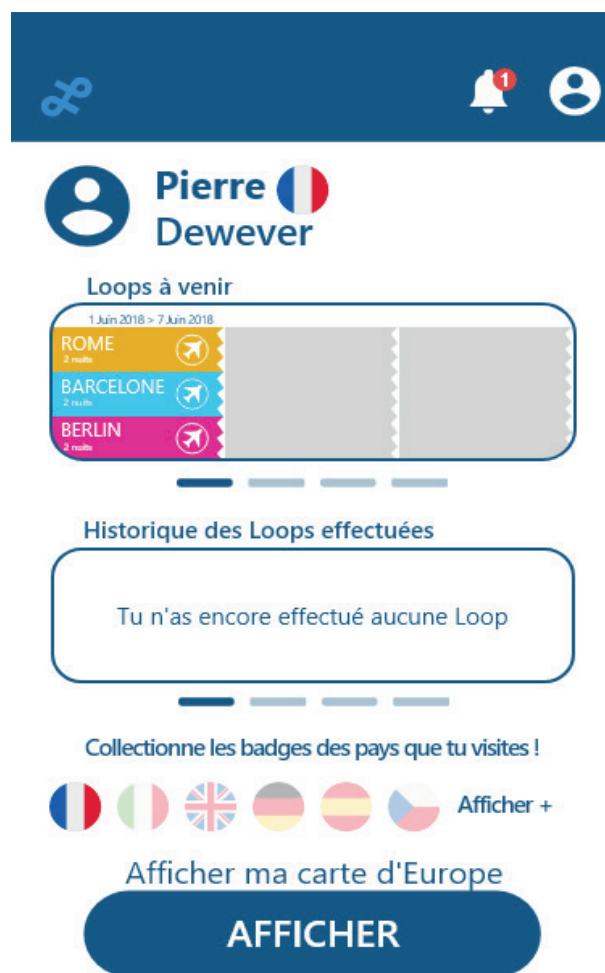 1
Pierre
Dewever
Loops à venir
1 Juin 2018 > 7 Juin 2018
ROME
2 nuits
BARCELONE
2 nuits
BERLIN
2 nuits
Historique des Loops effectuées
Tu n'as encore effectué aucune Loop
Collectionne les badges des pays que tu visites !
Afficher +
Afficher ma carte d'Europe
AFFICHER